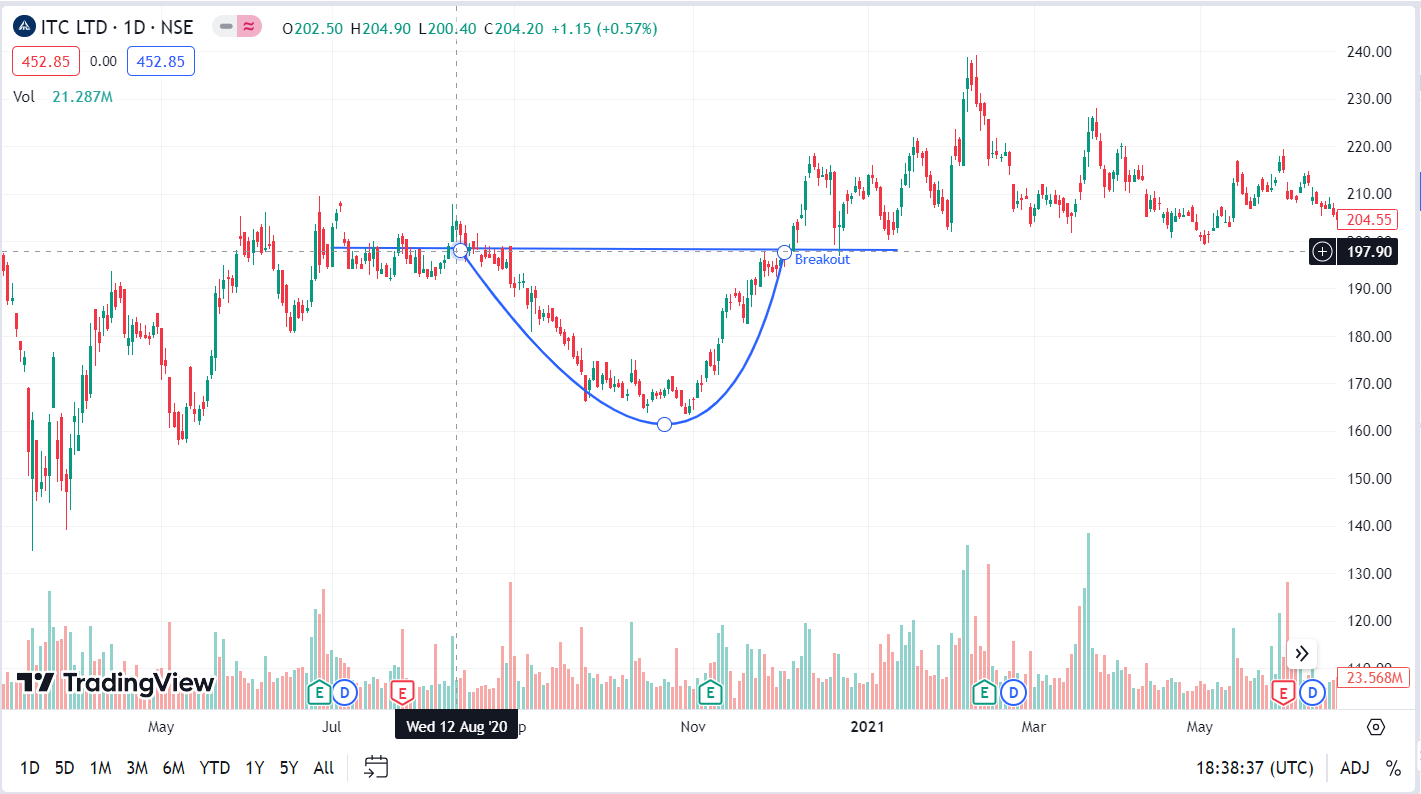 ITC LTD · 1D · NSE O202.50 H204.90 L200.40 C204.20 +1.15 (+0.57%)
452.85 0.00 452.85
Vol 21.287M
240.00
230.00
220.00
210.00
204.55
197.90
Breakout
190.00
180.00
170.00
160.00
150.00
140.00
130.00
120.00
23.568M
TradingView
E D E E E D E D
May Jul Wed 12 Aug '20 Nov 2021 Mar May
1D 5D 1M 3M 6M YTD 1Y 5Y All 18:38:37 (UTC) ADJ %